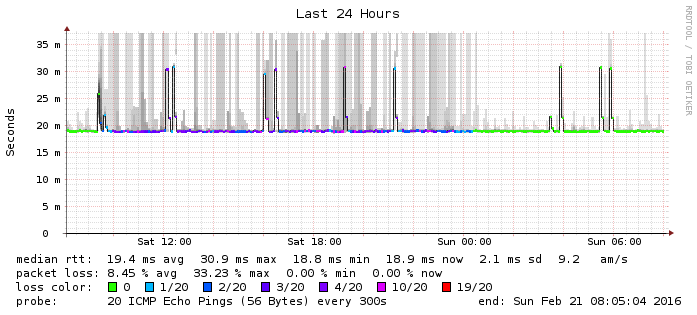 Last 24 Hours
RRDTOOL / TOBI OETIKER
Seconds
35 m
30 m
25 m
20 m
15 m
10 m
5 m
0
Sat 12:00 Sat 18:00 Sun 00:00 Sun 06:00
median rtt: 19.4 ms avg 30.9 ms max 18.8 ms min 18.9 ms now 2.1 ms sd 9.2 am/s
packet loss: 8.45 % avg 33.23 % max 0.00 % min 0.00 % now
loss color: 0 1/20 2/20 3/20 4/20 10/20 19/20
probe: 20 ICMP Echo Pings (56 Bytes) every 300s end: Sun Feb 21 08:05:04 2016